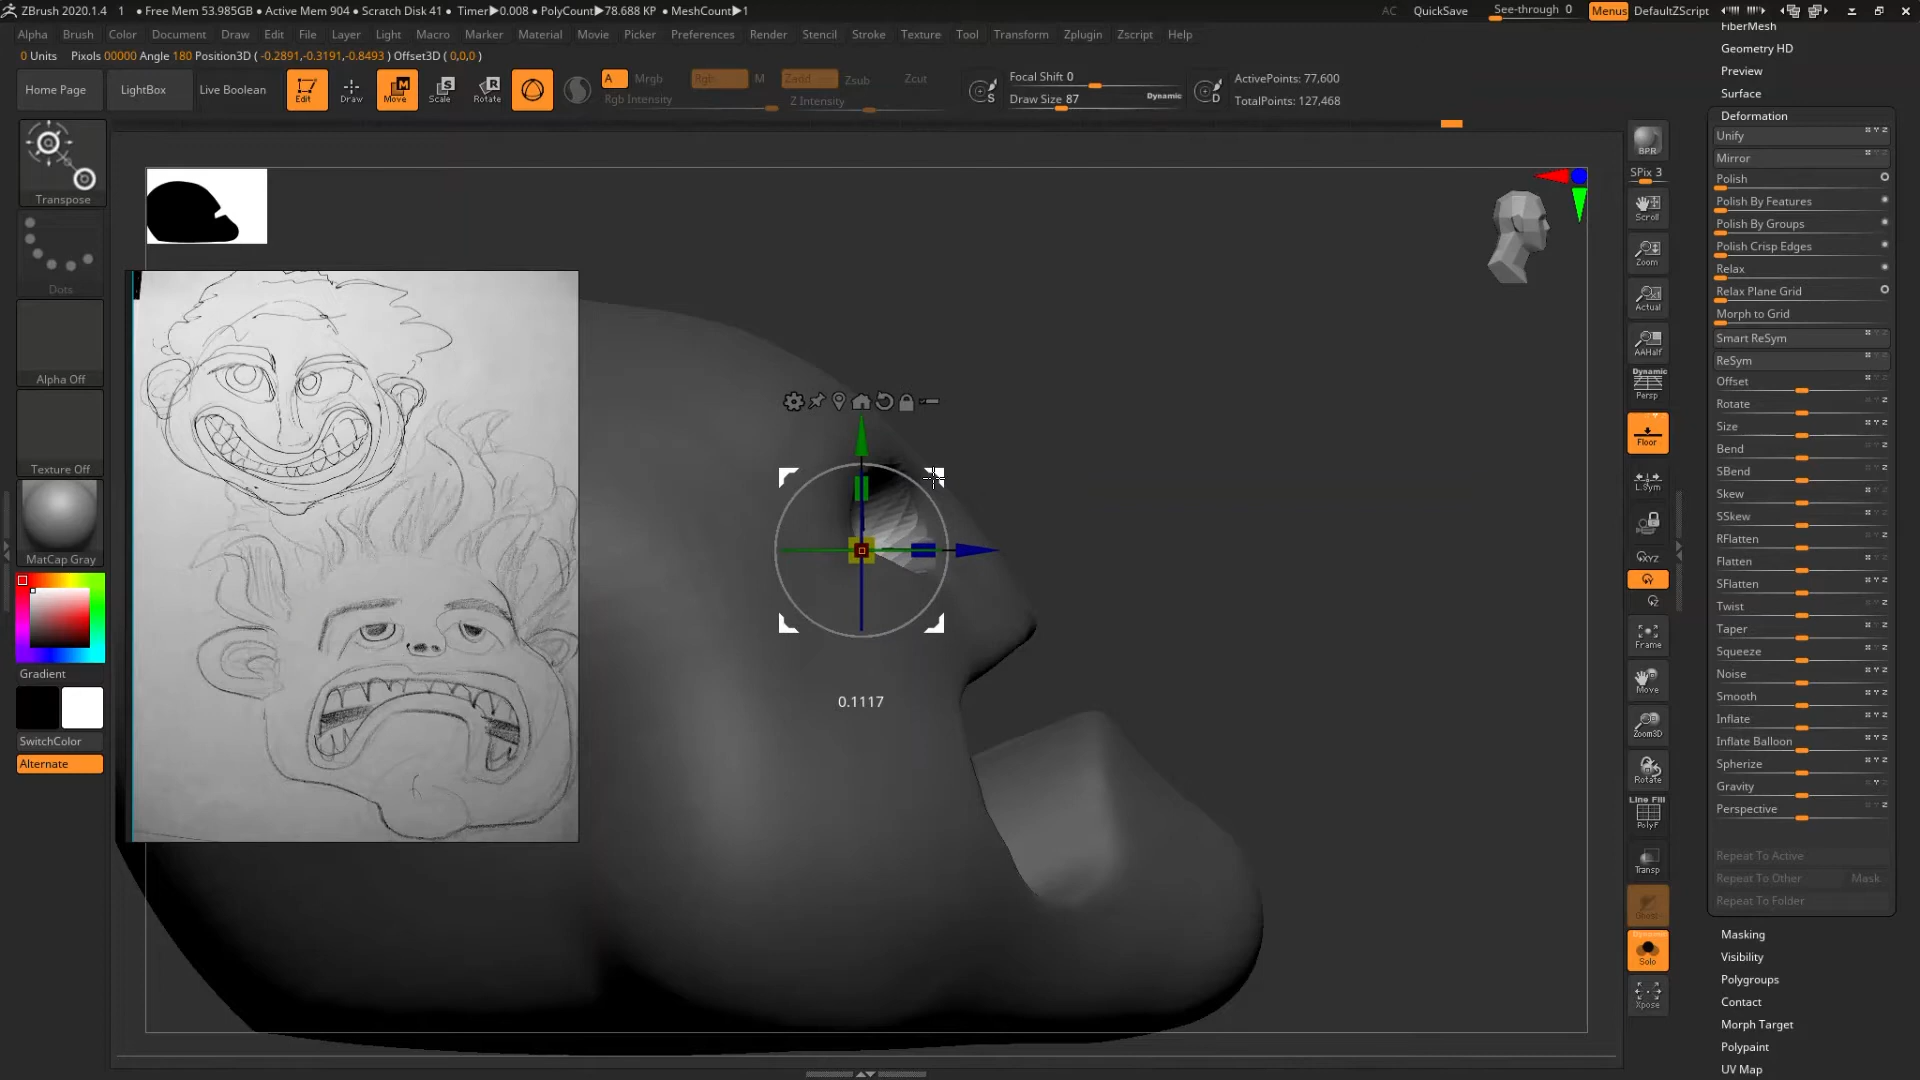 ZBrush 2020.1.4 1 • Free Mem 53.985GB • Active Mem 904 • Scratch Disk 41 • Timer▶0.008 • PolyCount▶78.688 KP • MeshCount▶1
AC QuickSave See-through 0 Menus DefaultZScript
Alpha Brush Color Document Draw Edit File Layer Light Macro Marker Material Movie Picker Preferences Render Stencil Stroke Texture Tool Transform Zplugin Zscript Help
0 Units Pixols 00000 Angle 180 Position3D ( -0.2891,-0.3191,-0.8493 ) Offset3D ( 0,0,0 )
Home Page LightBox Live Boolean Edit Draw Move Scale Rotate
A Mrgb Rgb M Zadd Zsub Zcut
Rgb Intensity Z Intensity
S Focal Shift 0
Draw Size 87 Dynamic D
ActivePoints: 77,600
TotalPoints: 127,468
Transpose
Dots
Alpha Off
Texture Off
MatCap Gray
Gradient
SwitchColor
Alternate
0.1117
BPR
SPix 3
Scroll
Zoom
Actual
AAHalf
Dynamic
Persp
Floor
L.Sym
XYZ
Y
Z
Frame
Move
Zoom3D
Rotate
Line Fill
PolyF
Transp
Ghost
Dynamic
Solo
Xpose
FiberMesh
Geometry HD
Preview
Surface
Deformation
Unify
Mirror
Polish
Polish By Features
Polish By Groups
Polish Crisp Edges
Relax
Relax Plane Grid
Morph to Grid
Smart ReSym
ReSym
Offset
Rotate
Size
Bend
SBend
Skew
SSkew
RFlatten
Flatten
SFlatten
Twist
Taper
Squeeze
Noise
Smooth
Inflate
Inflate Balloon
Spherize
Gravity
Perspective
Repeat To Active
Repeat To Other Mask
Repeat To Folder
Masking
Visibility
Polygroups
Contact
Morph Target
Polypaint
UV Map